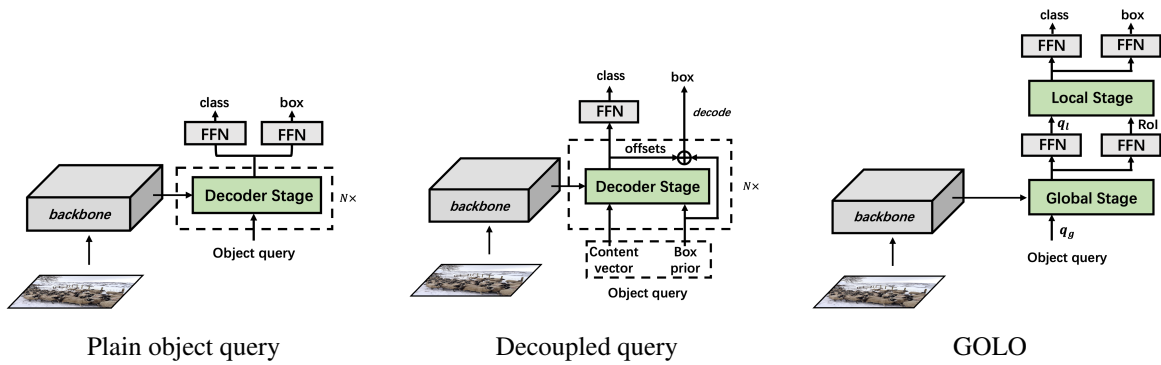 class box
FFN FFN
Decoder Stage
N×
backbone
Object query
Plain object query
class box
FFN
decode
offsets
Decoder Stage
N×
backbone
Content vector
Box prior
Object query
Decoupled query
class box
FFN FFN
Local Stage
q_l RoI
FFN FFN
Global Stage
backbone
q_g
Object query
GOLO